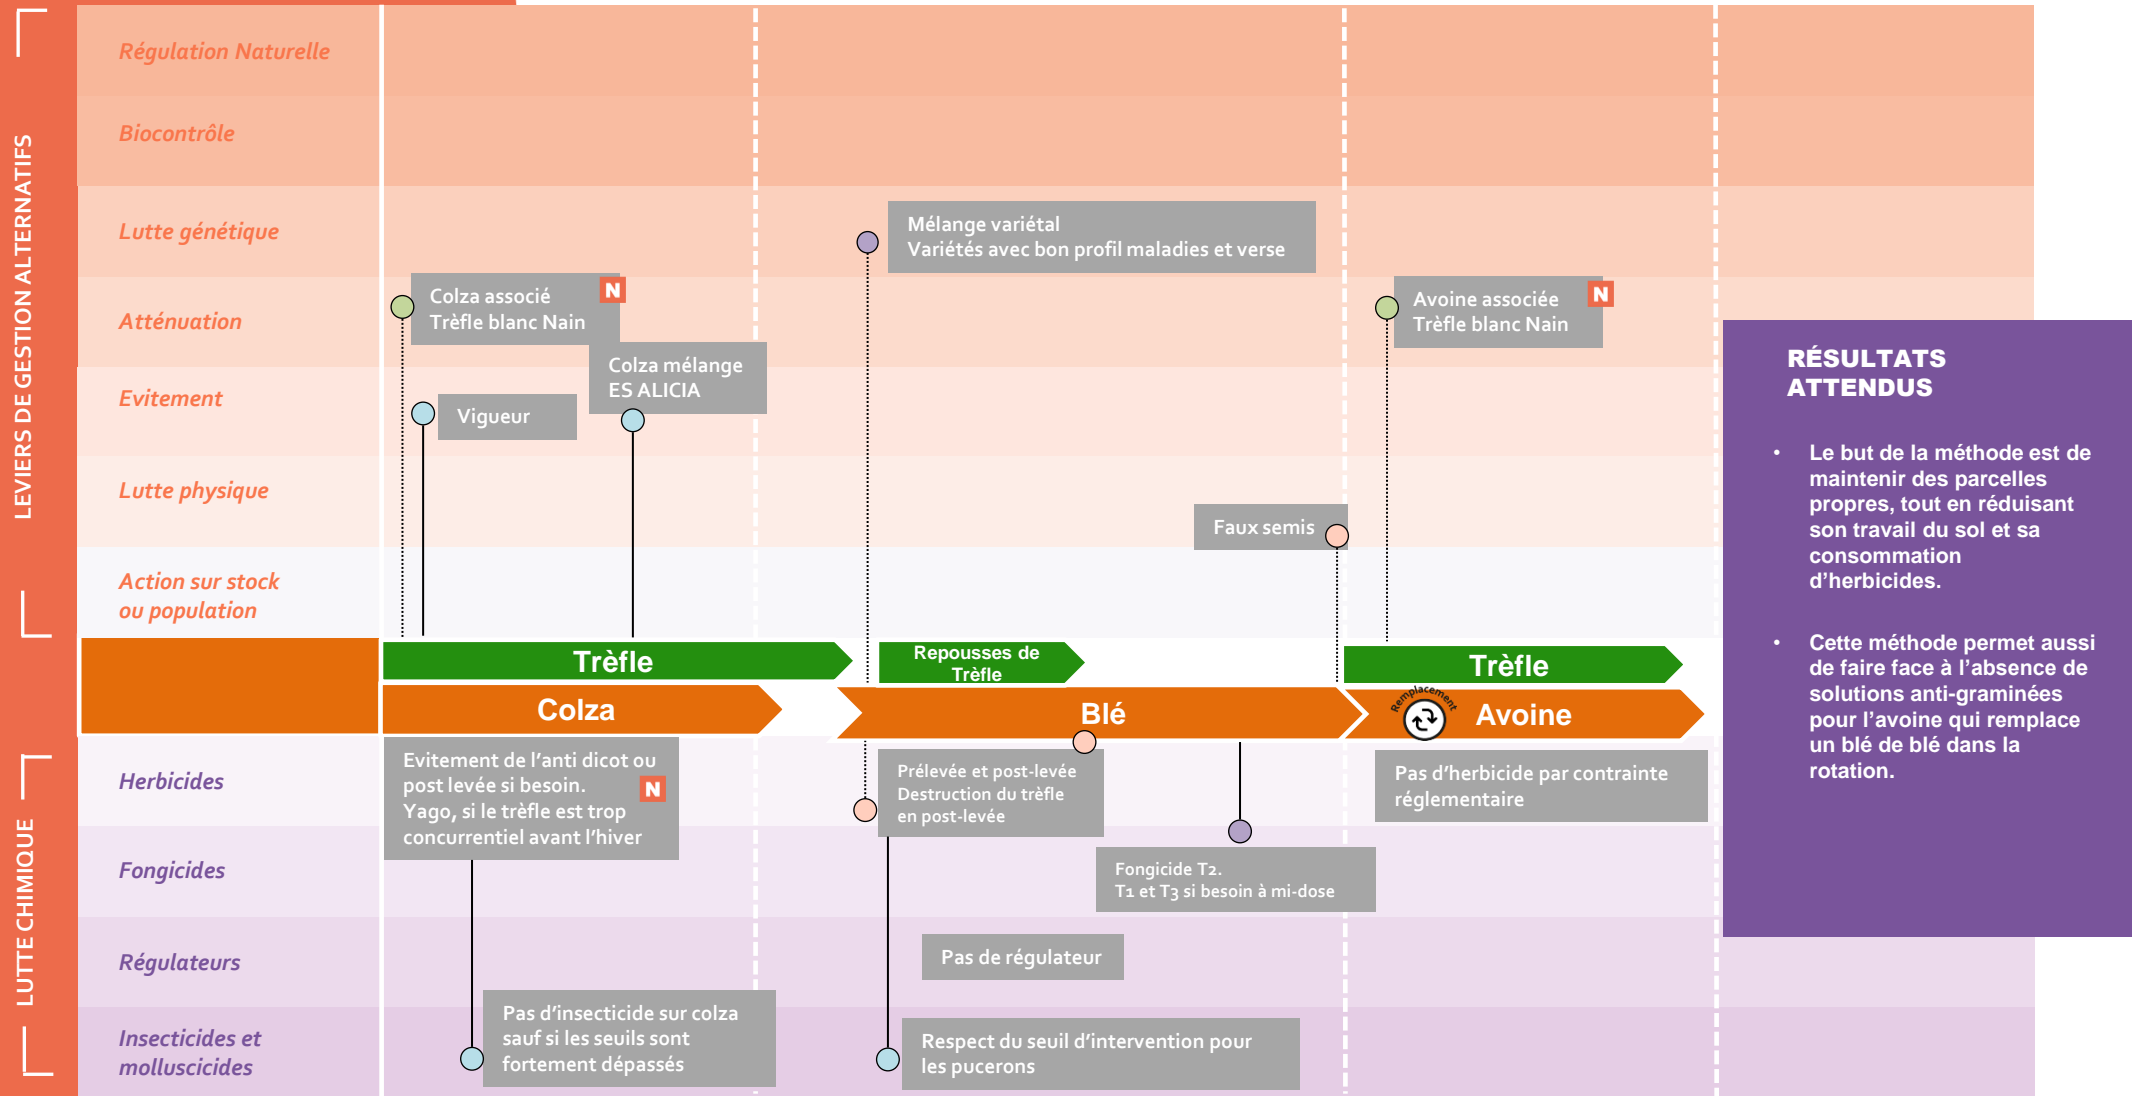 LEVIERS DE GESTION ALTERNATIFS
Régulation Naturelle
Biocontrôle
Lutte génétique
Mélange variétal
Variétés avec bon profil maladies et verse
Atténuation
Colza associé
Trèfle blanc Nain
N
Colza mélange
ES ALICIA
Avoine associée
Trèfle blanc Nain
N
Evitement
Vigueur
Lutte physique
Faux semis
Action sur stock
ou population
Trèfle
Repousses de
Trèfle
Trèfle
Colza
Blé
Remplacement
Avoine
LUTTE CHIMIQUE
Herbicides
Evitement de l’anti dicot ou
post levée si besoin.
Yago, si le trèfle est trop
concurrentiel avant l’hiver
N
Prélevée et post-levée
Destruction du trèfle
en post-levée
Pas d’herbicide par contrainte
réglementaire
Fongicides
Fongicide T2.
T1 et T3 si besoin à mi-dose
Régulateurs
Pas de régulateur
Insecticides et
molluscicides
Pas d’insecticide sur colza
sauf si les seuils sont
fortement dépassés
Respect du seuil d’intervention pour
les pucerons
RÉSULTATS
ATTENDUS
• Le but de la méthode est de
maintenir des parcelles
propres, tout en réduisant
son travail du sol et sa
consommation
d’herbicides.
• Cette méthode permet aussi
de faire face à l’absence de
solutions anti-graminées
pour l’avoine qui remplace
un blé de blé dans la
rotation.